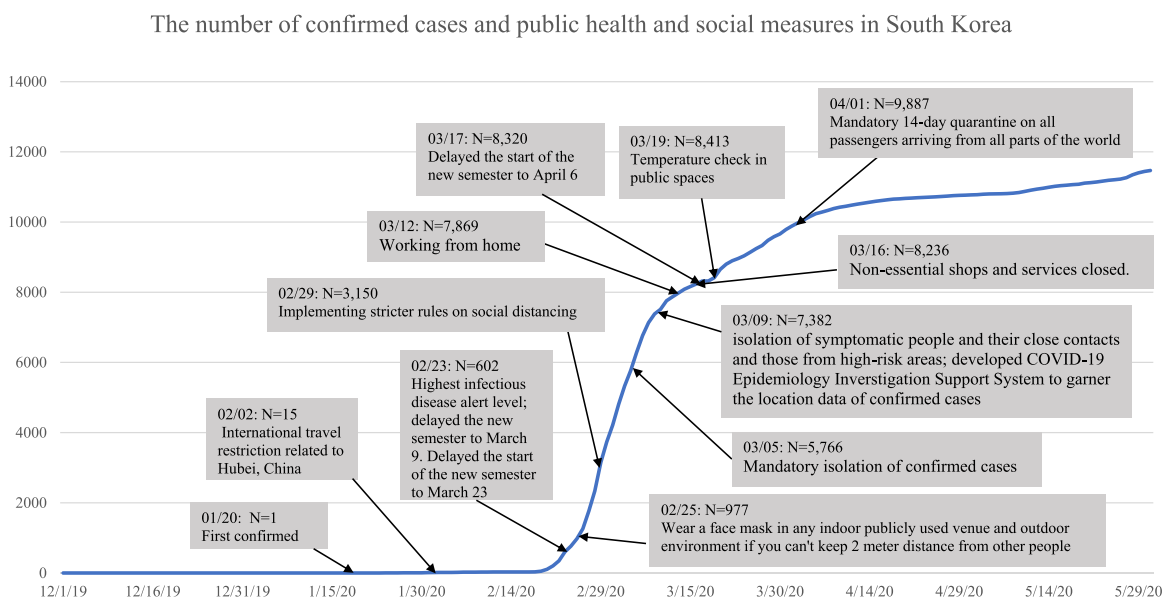 The number of confirmed cases and public health and social measures in South Korea
14000
12000
10000
8000
6000
4000
2000
0
04/01: N=9,887
Mandatory 14-day quarantine on all
passengers arriving from all parts of the world
03/17: N=8,320
Delayed the start of the
new semester to April 6
03/19: N=8,413
Temperature check in
public spaces
03/12: N=7,869
Working from home
03/16: N=8,236
Non-essential shops and services closed.
02/29: N=3,150
Implementing stricter rules on social distancing
03/09: N=7,382
isolation of symptomatic people and their close contacts
and those from high-risk areas; developed COVID-19
Epidemiology Inverstigation Support System to garner
the location data of confirmed cases
02/23: N=602
Highest infectious
disease alert level;
delayed the new
semester to March
9. Delayed the start
of the new semester
to March 23
02/02: N=15
International travel
restriction related to
Hubei, China
03/05: N=5,766
Mandatory isolation of confirmed cases
01/20: N=1
First confirmed
02/25: N=977
Wear a face mask in any indoor publicly used venue and outdoor
environment if you can't keep 2 meter distance from other people
12/1/19 12/16/19 12/31/19 1/15/20 1/30/20 2/14/20 2/29/20 3/15/20 3/30/20 4/14/20 4/29/20 5/14/20 5/29/20